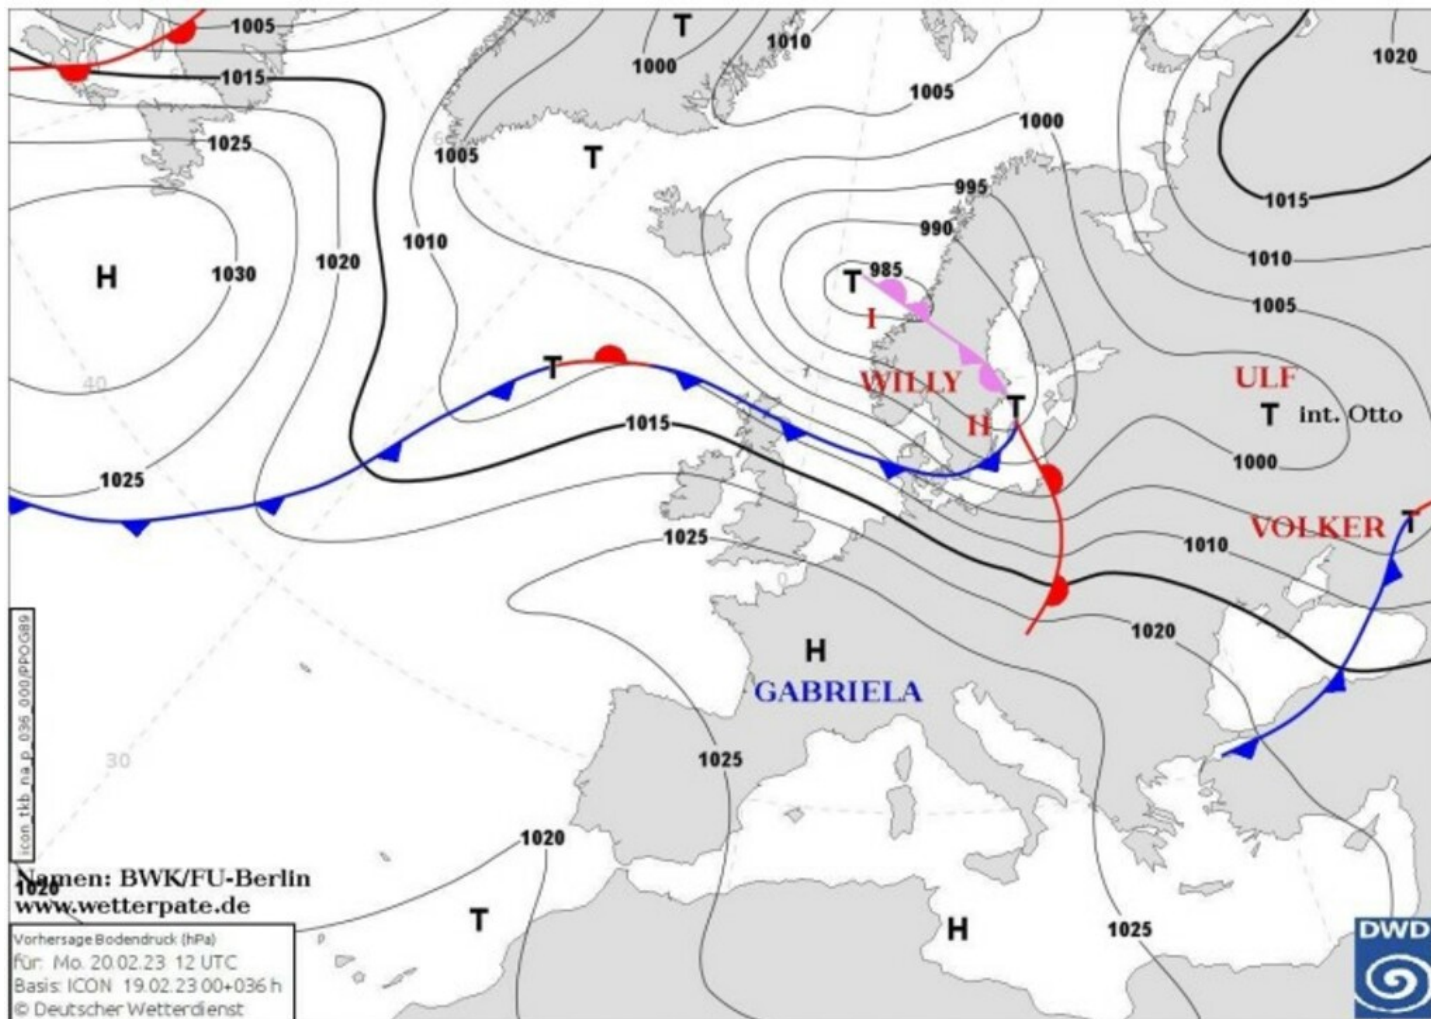 1005
T
1010
1020
1000
1015
1005
1000
1025
1005
T
995
1015
1010
990
1020
1010
H
1030
985
T
1005
I
40
T
WILLY
ULF
T
T int. Otto
1015
II
1000
1025
1025
VOLKER
T
1010
0
1020
H
GABRIELA
30
1025
1020
icon_tkb_na_p_036_000/PPOG89
Namen: BWK/FU-Berlin
1020
www.wetterpate.de
T
H
1025
Vorhersage Bodendruck (hPa)
für: Mo. 20.02.23 12 UTC
Basis: ICON 19.02.23 00+036 h
© Deutscher Wetterdienst
DWD